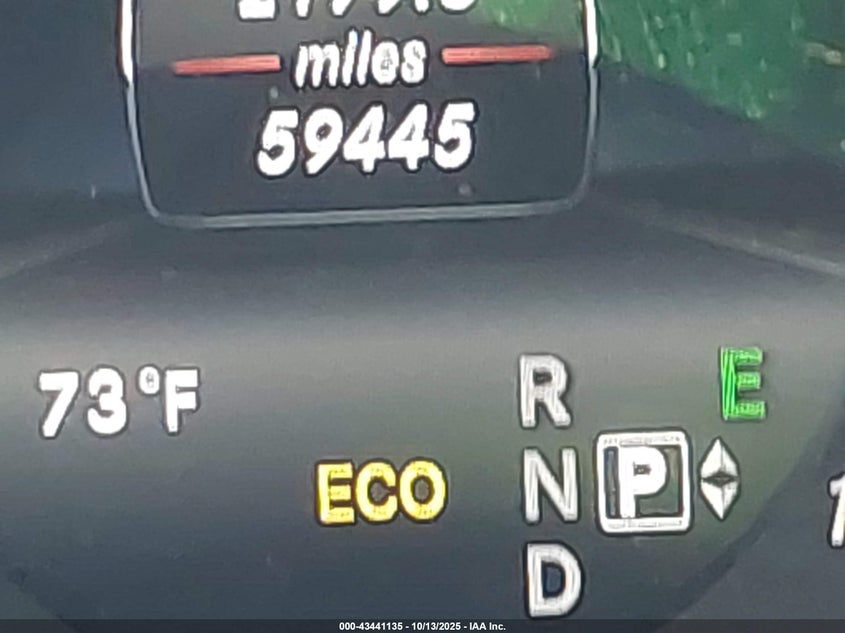 miles
59445
73°F
R
E
ECO
N
P
D
000-43441135 - 10/13/2025 - IAA Inc.